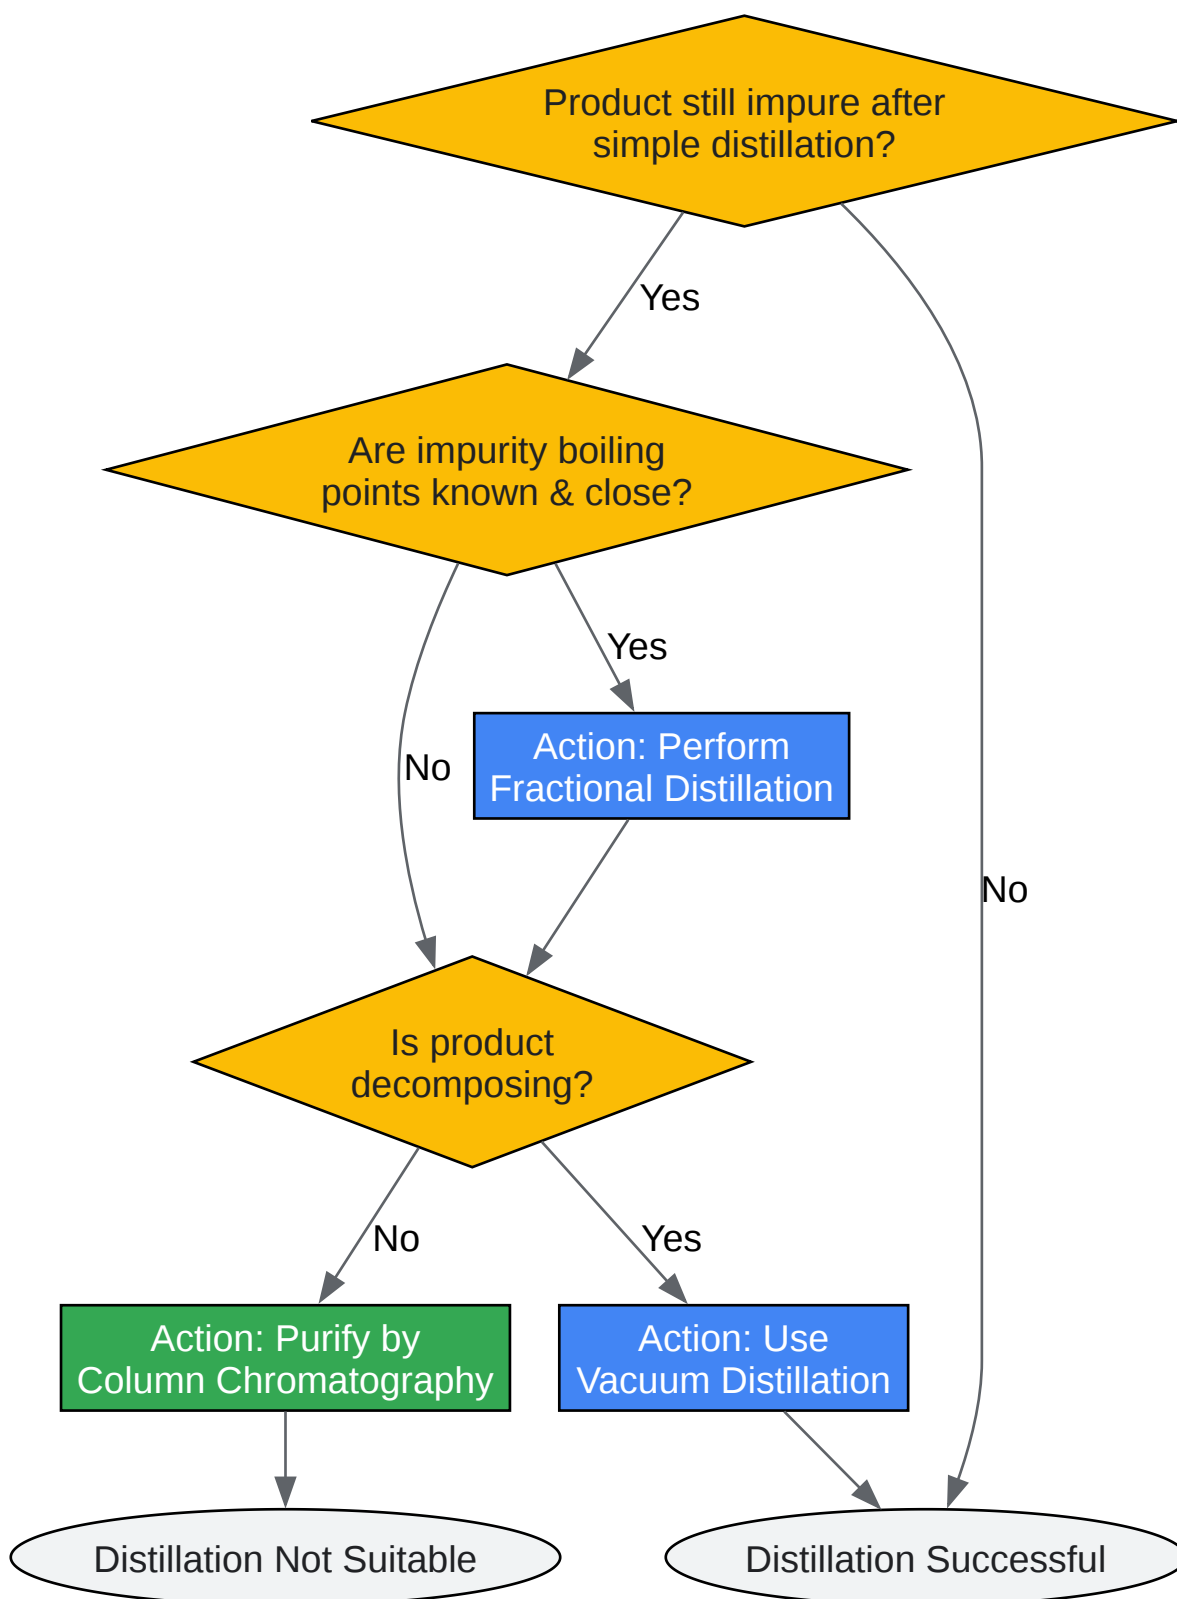 Product still impure after
simple distillation?
Yes
Are impurity boiling
points known & close?
Yes
Action: Perform
Fractional Distillation
No
No
Is product
decomposing?
No
Yes
Action: Purify by
Column Chromatography
Action: Use
Vacuum Distillation
Distillation Not Suitable
Distillation Successful